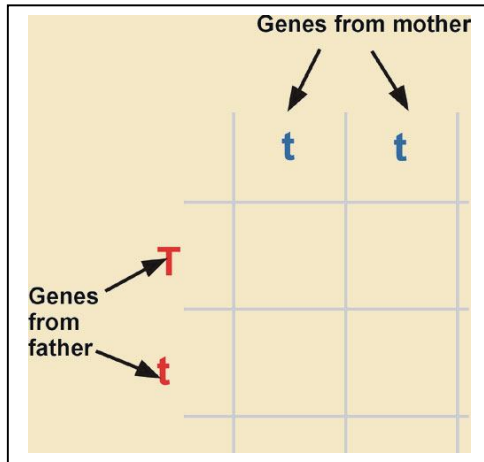 Genes from mother
t t
T
Genes
from
father
t